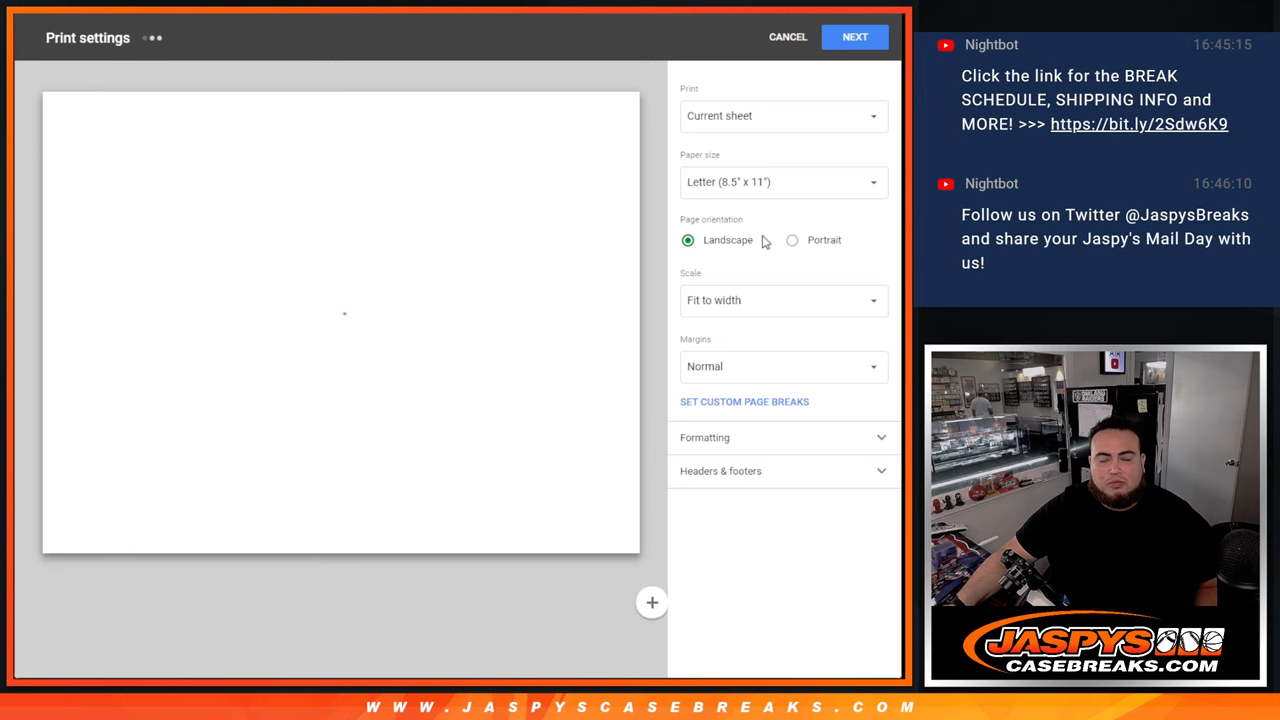 Print settings
CANCEL
NEXT
Print
Current sheet
Paper size
Letter (8.5" x 11")
Page orientation
Landscape
Portrait
Scale
Fit to width
Margins
Normal
SET CUSTOM PAGE BREAKS
Formatting
Headers & footers
Nightbot 16:45:15
Click the link for the BREAK
SCHEDULE, SHIPPING INFO and
MORE! >>> https://bit.ly/2Sdw6K9
Nightbot 16:46:10
Follow us on Twitter @JaspysBreaks
and share your Jaspy's Mail Day with
us!
OAKLAND
RAIDERS
JASPYS
CASEBREAKS.COM
WWW.JASPYSCASEBREAKS.COM